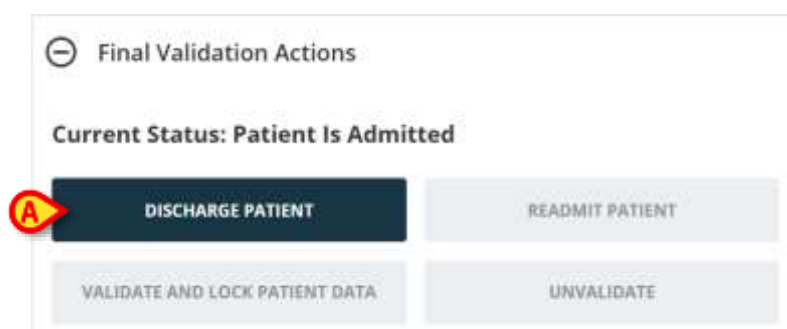 Final Validation Actions
Current Status: Patient Is Admitted
A
DISCHARGE PATIENT
READMIT PATIENT
VALIDATE AND LOCK PATIENT DATA
UNVALIDATE